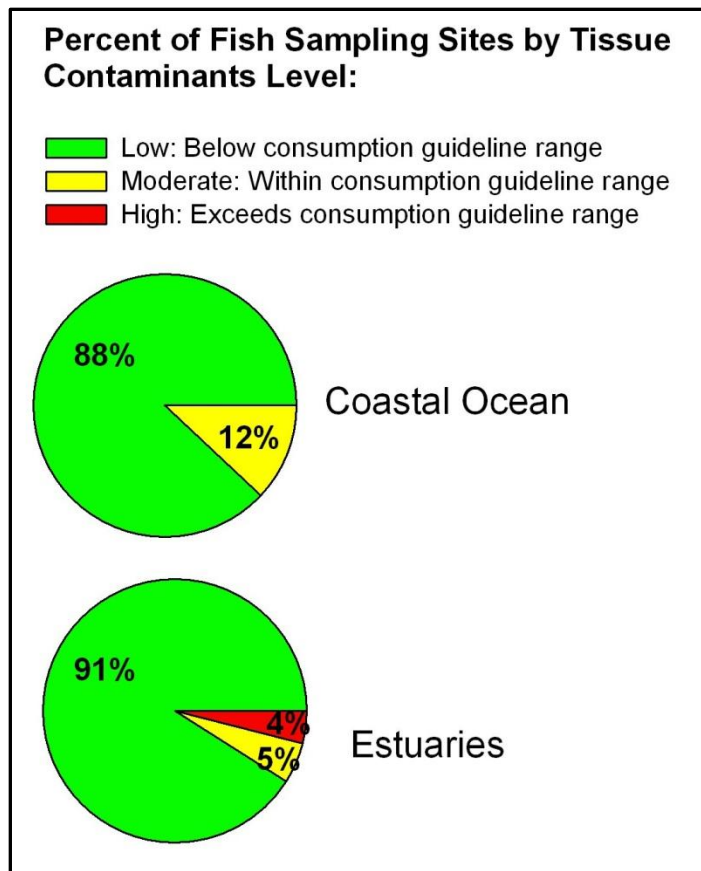 Percent of Fish Sampling Sites by Tissue
Contaminants Level:
Low: Below consumption guideline range
Moderate: Within consumption guideline range
High: Exceeds consumption guideline range
88%
12%
Coastal Ocean
91%
4%
5%
Estuaries